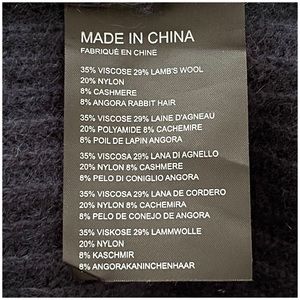 MADE IN CHINA
FABRIQUÉ EN CHINE
35% VISCOSE 29% LAMB'S WOOL
20% NYLON
8% CASHMERE
8% ANGORA RABBIT HAIR
35% VISCOSE 29% LAINE D'AGNEAU
20% POLYAMIDE 8% CACHEMIRE
8% POIL DE LAPIN ANGORA
35% VISCOSA 29% LANA DI AGNELLO
20% NYLON 8% CASHMERE
8% PELO DI CONIGLIO ANGORA
35% VISCOSA 29% LANA DE CORDERO
20% NYLON 8% CACHEMIRA
8% PELO DE CONEJO DE ANGORA
35% VISKOSE 29% LAMMWOLLE
20% NYLON
8% KASCHMIR
8% ANGORAKANINCHENHAAR